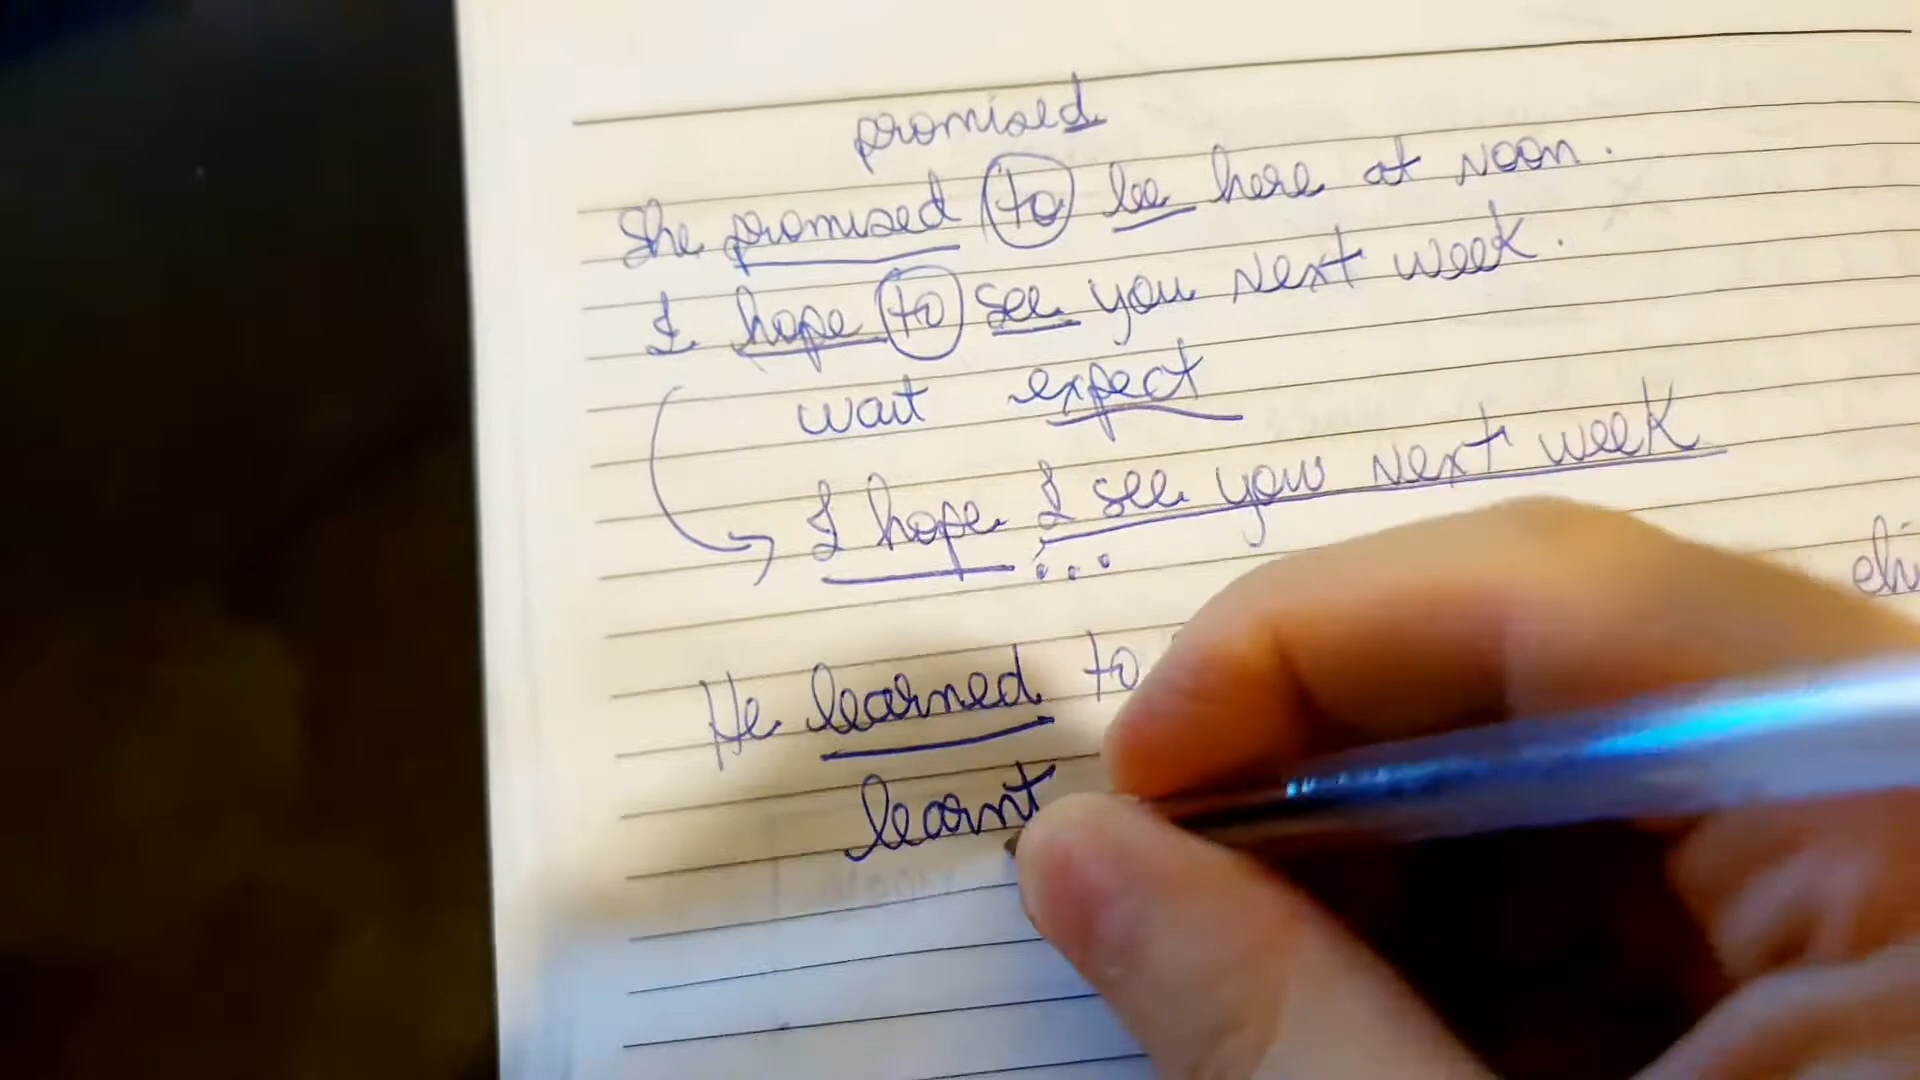 promised
She promised to be here at noon.
I hope to see you next week.
wait expect
I hope I see you next week
...
He learned to
learnt